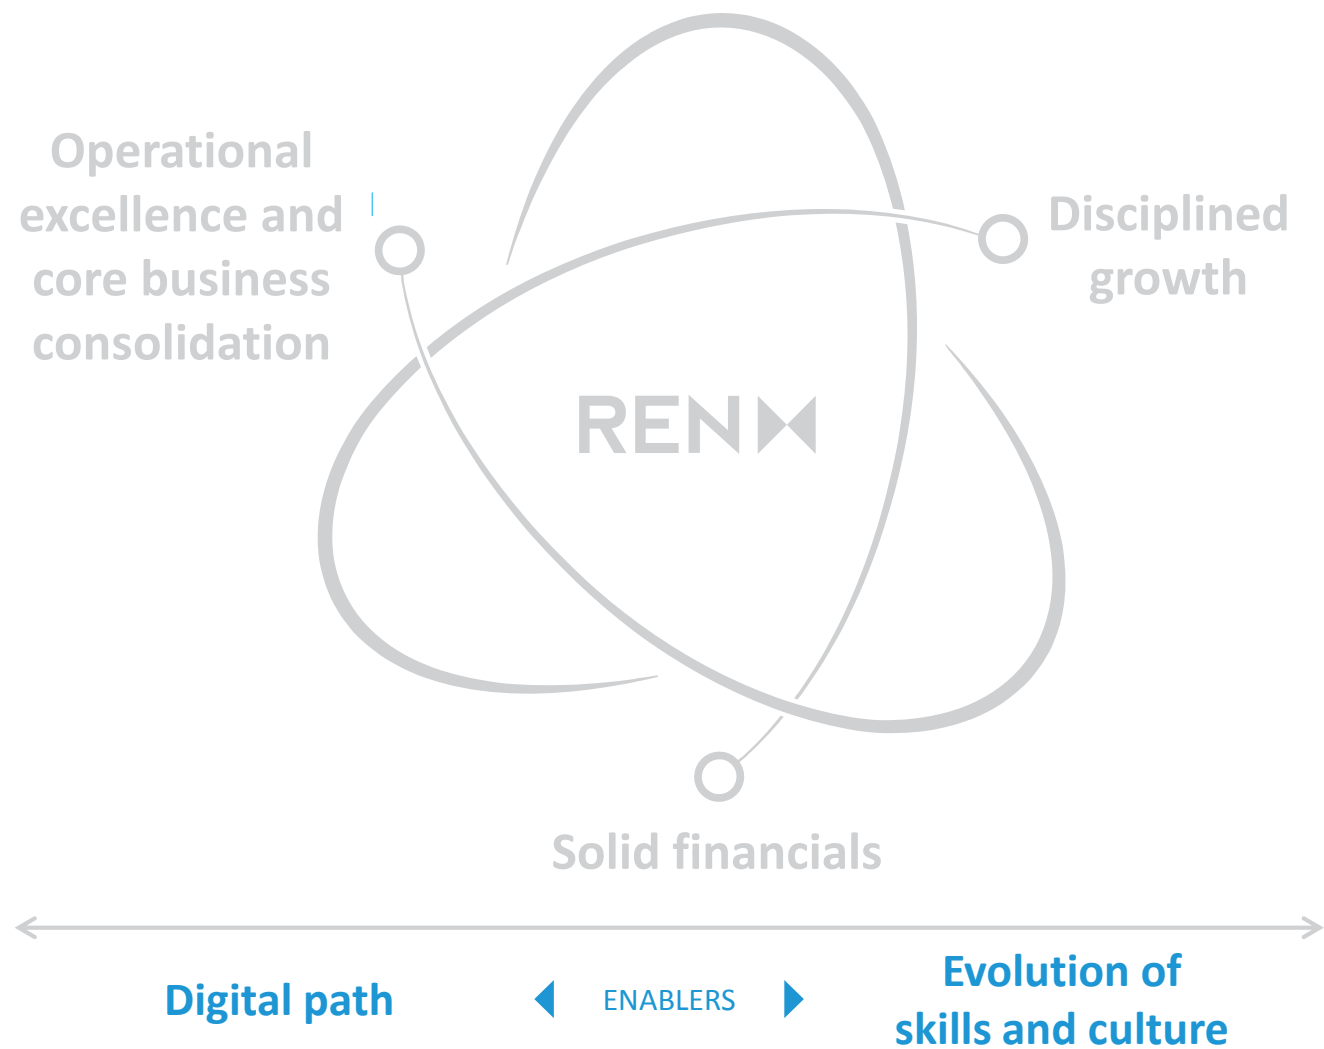 Operational
excellence and
core business
consolidation
Disciplined
growth
REN
Solid financials
Digital path
ENABLERS
Evolution of
skills and culture